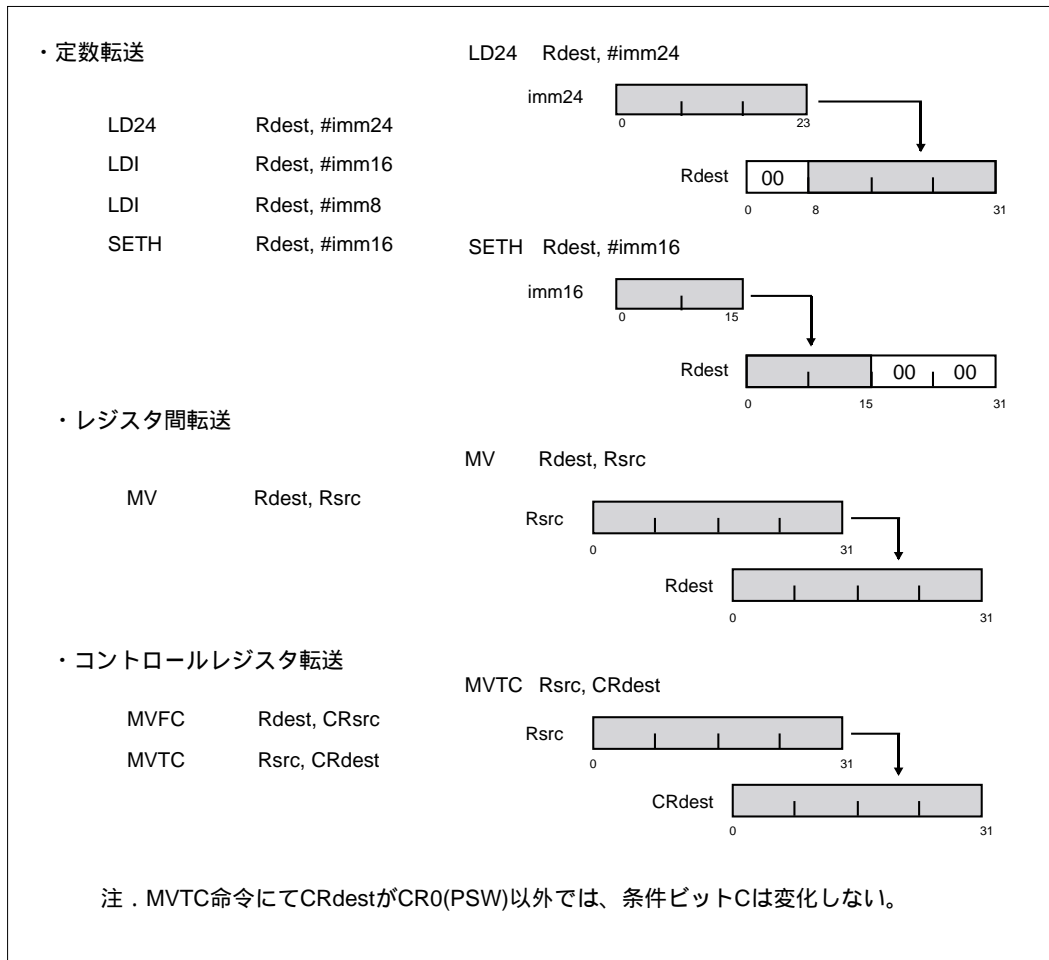 ・定数転送
LD24 Rdest, #imm24
LDI Rdest, #imm16
LDI Rdest, #imm8
SETH Rdest, #imm16
LD24 Rdest, #imm24
imm24
0 23
Rdest 00
0 8 31
SETH Rdest, #imm16
imm16
0 15
Rdest 00 00
0 15 31
・レジスタ間転送
MV Rdest, Rsrc
MV Rdest, Rsrc
Rsrc
0 31
Rdest
0 31
・コントロールレジスタ転送
MVFC Rdest, CRsrc
MVTC Rsrc, CRdest
MVTC Rsrc, CRdest
Rsrc
0 31
CRdest
0 31
注．MVTC命令にてCRdestがCR0(PSW)以外では、条件ビットCは変化しない。